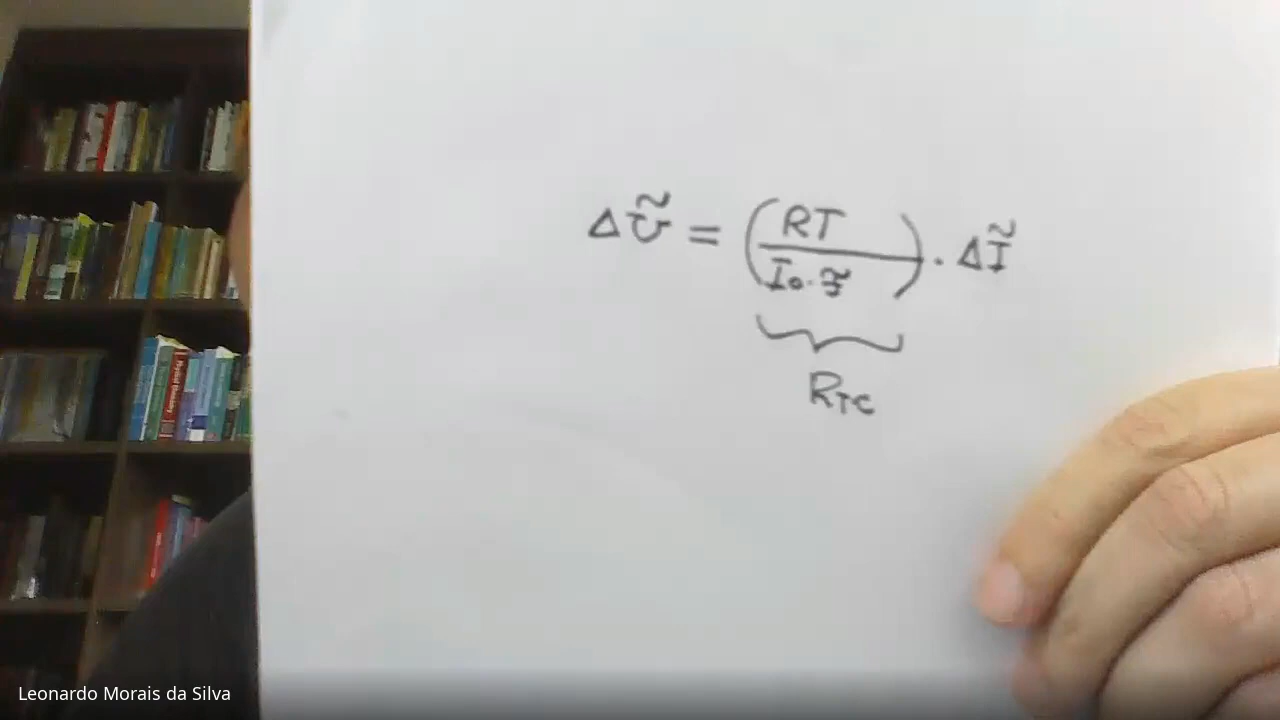 Δṽ = (RT / I₀·F̃) · ΔĨ
R_TC
Leonardo Morais da Silva